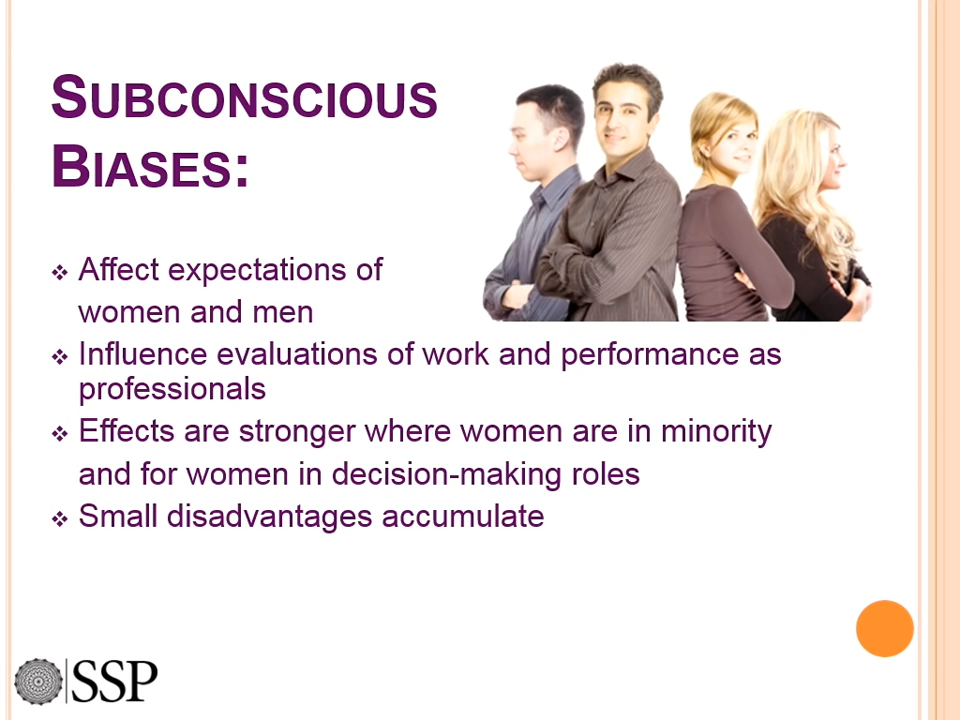 SUBCONSCIOUS
BIASES:
❖ Affect expectations of
women and men
❖ Influence evaluations of work and performance as
professionals
❖ Effects are stronger where women are in minority
and for women in decision-making roles
❖ Small disadvantages accumulate
SSP